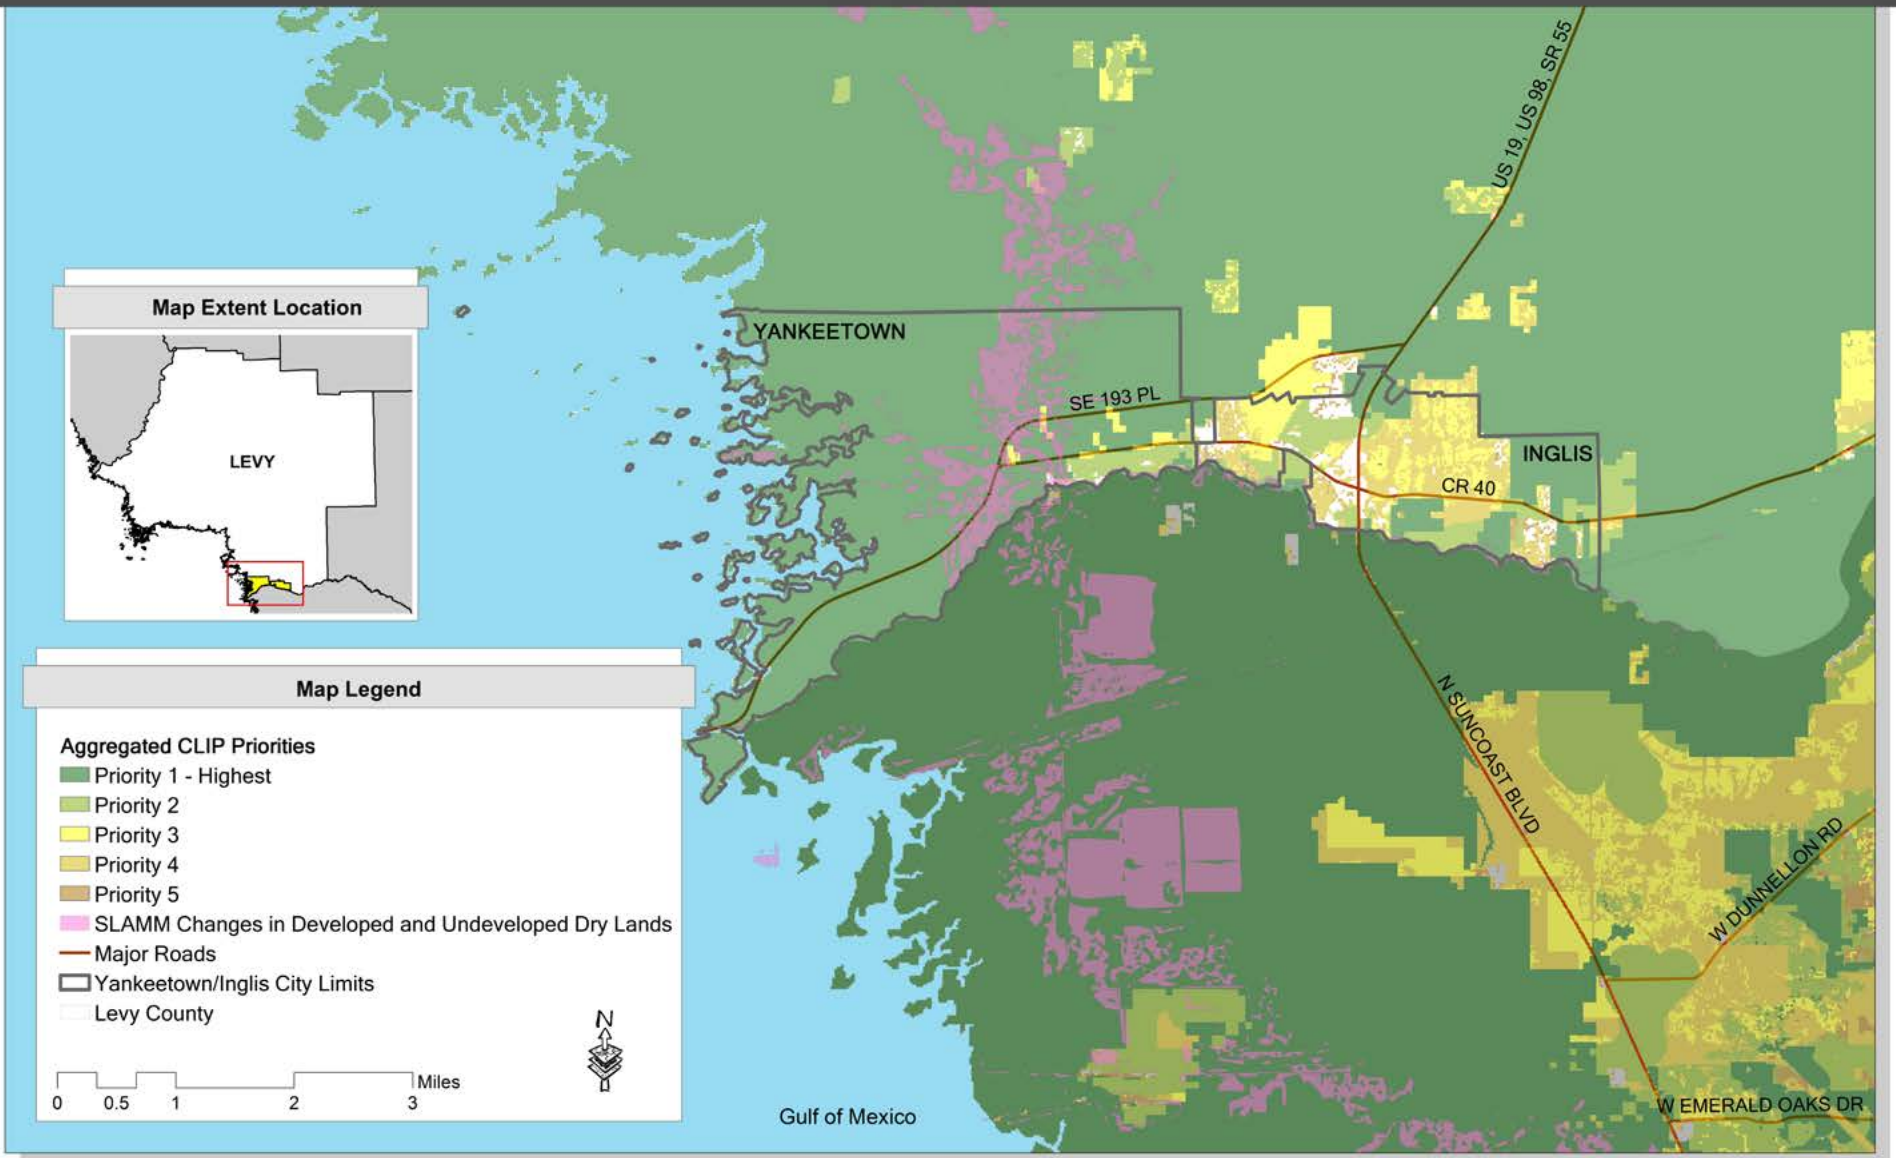 US 19, US 98, SR 55
Map Extent Location
LEVY
YANKEETOWN
SE 193 PL
INGLIS
CR 40
Map Legend
Aggregated CLIP Priorities
Priority 1 - Highest
Priority 2
Priority 3
Priority 4
Priority 5
SLAMM Changes in Developed and Undeveloped Dry Lands
Major Roads
Yankeetown/Inglis City Limits
Levy County
N
Miles
0 0.5 1 2 3
N SUNCOAST BLVD
W DUNNELLON RD
W EMERALD OAKS DR
Gulf of Mexico